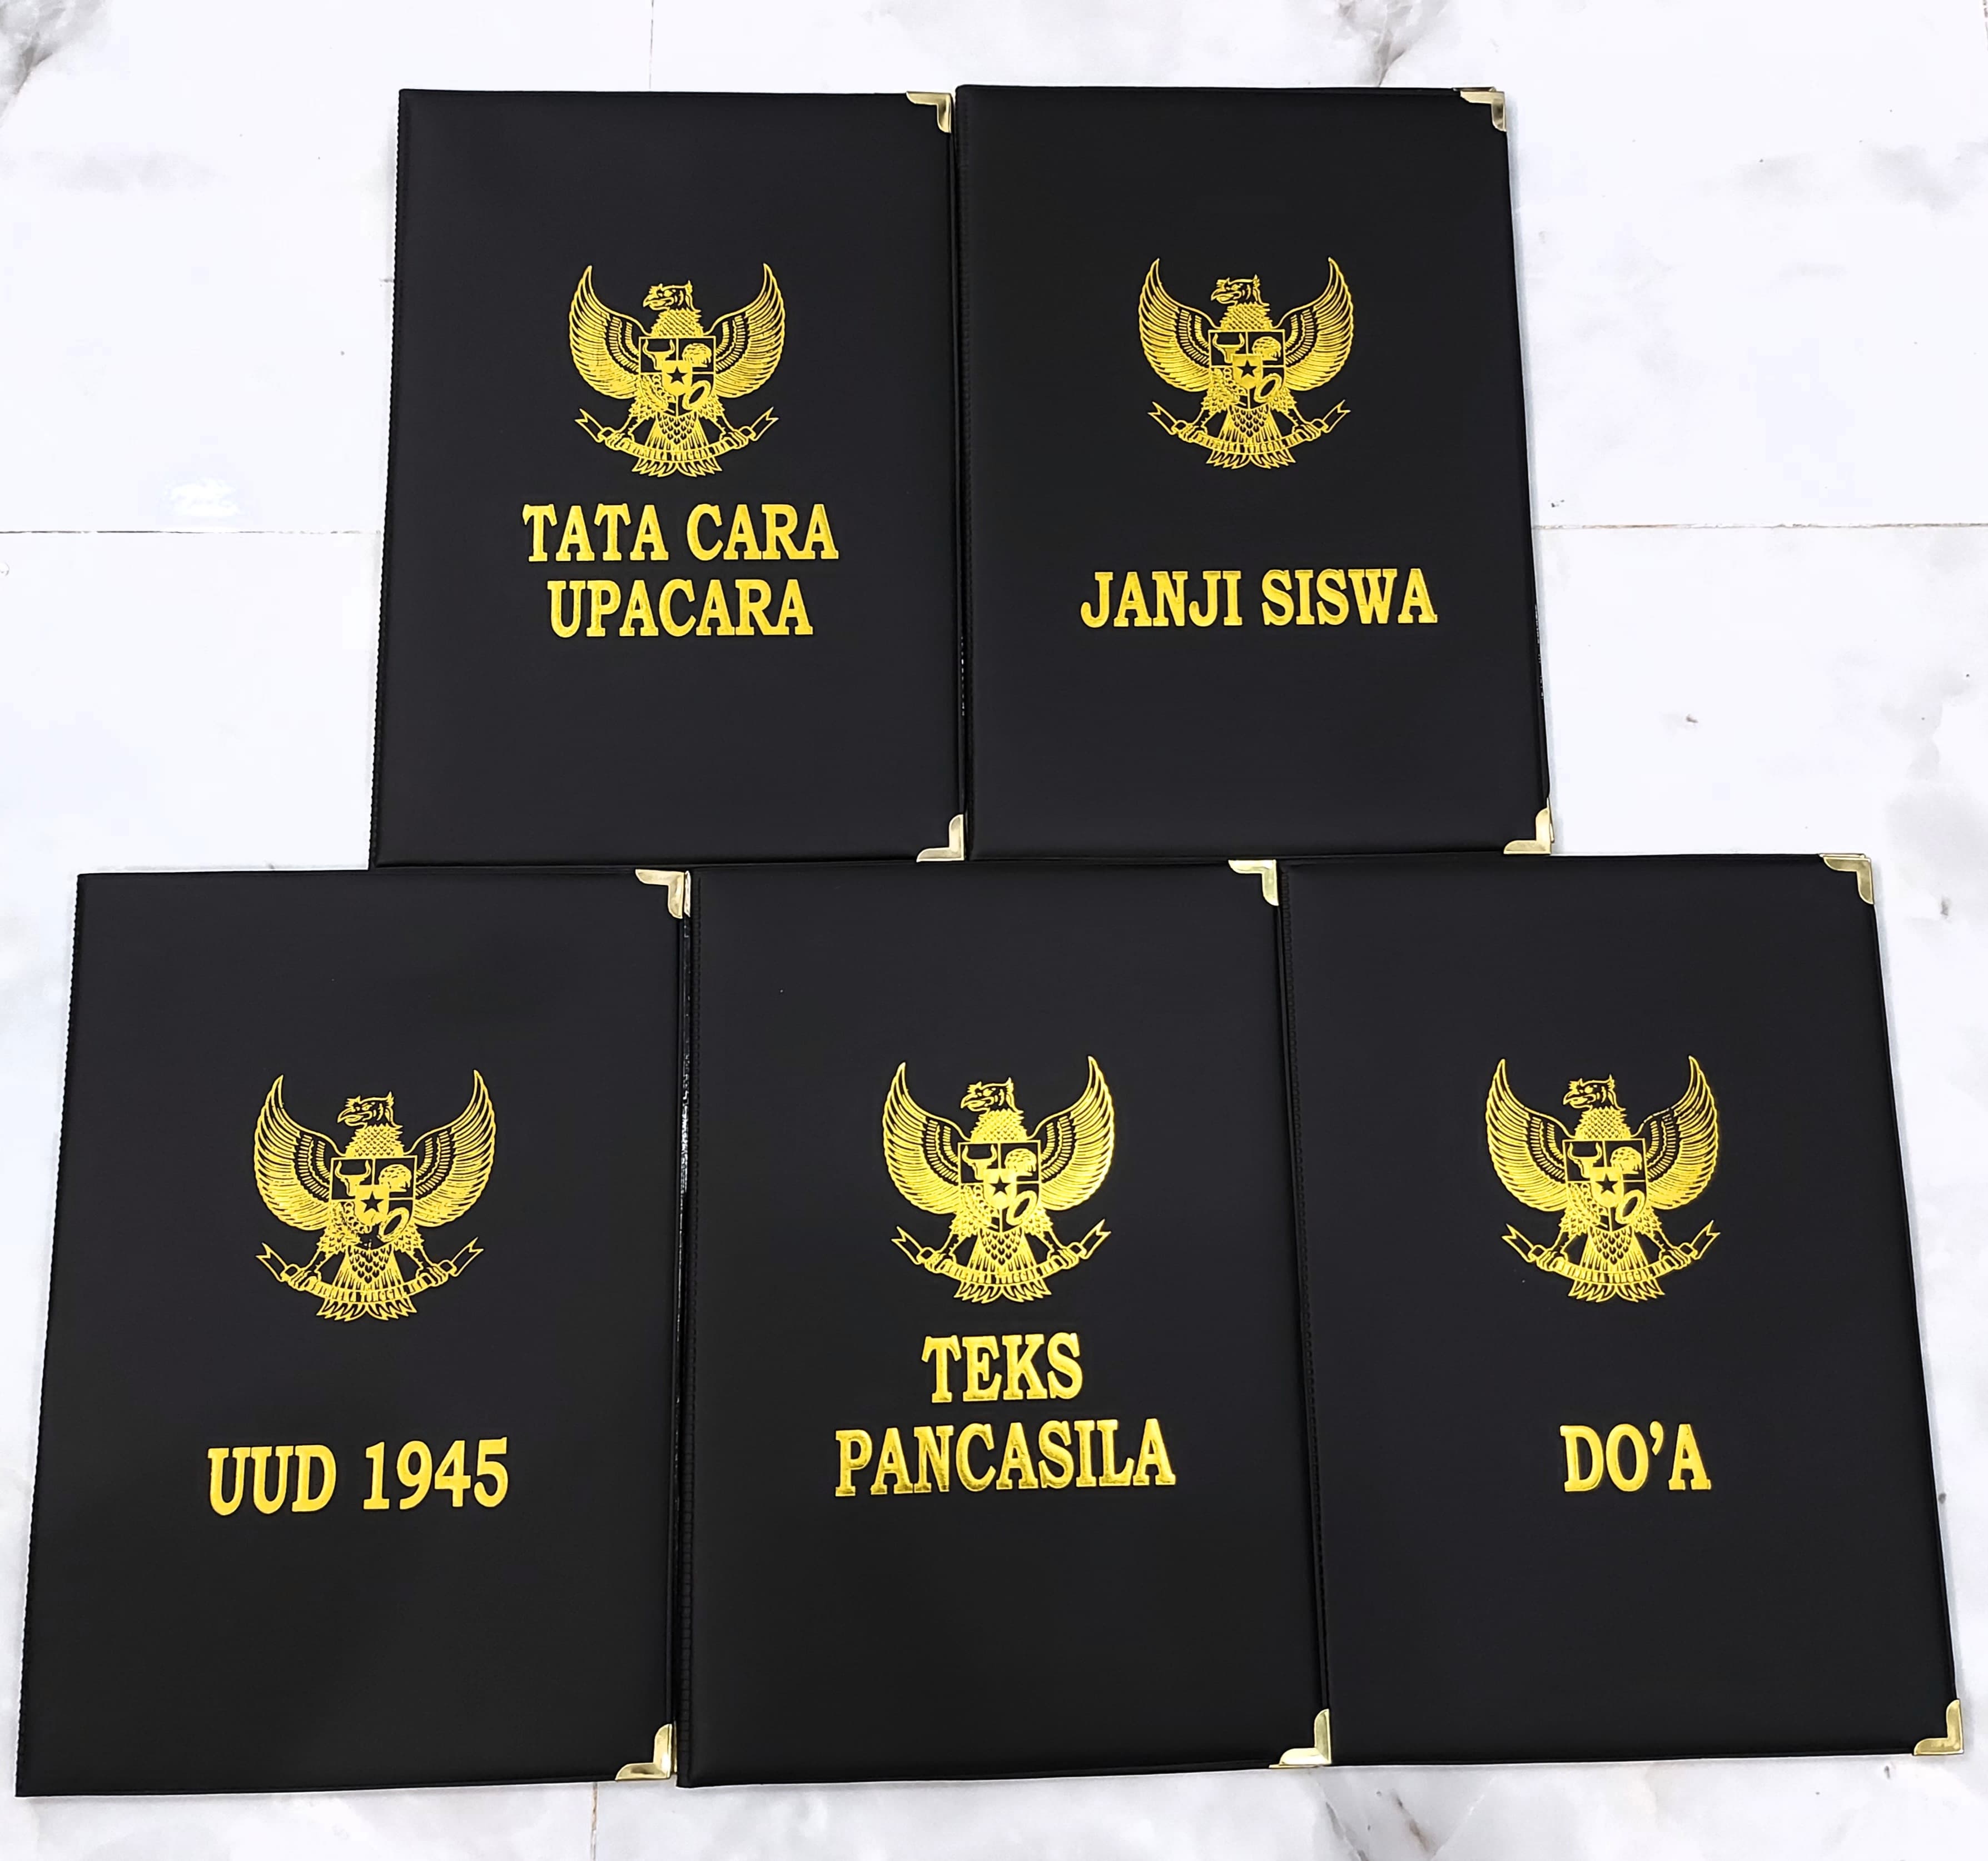 TATA CARA
UPACARA
JANJI SISWA
UUD 1945
TEKS
PANCASILA
DO’A